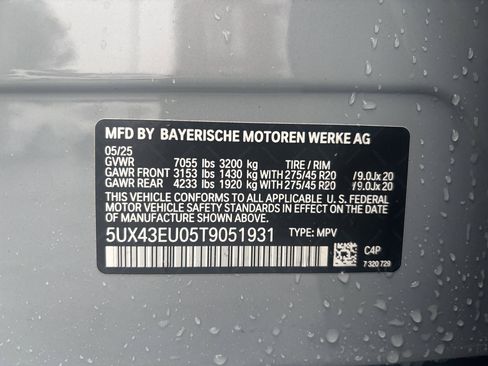 MFD BY BAYERISCHE MOTOREN WERKE AG
05/25
GVWR 7055 lbs 3200 kg TIRE / RIM
GAWR FRONT 3153 lbs 1430 kg WITH 275/45 R20 /9.0Jx 20
GAWR REAR 4233 lbs 1920 kg WITH 275/45 R20 /9.0Jx 20
THIS VEHICLE CONFORMS TO ALL APPLICABLE U. S. FEDERAL
MOTOR VEHICLE SAFETY STANDARDS IN EFFECT ON THE
DATE OF MANUFACTURE SHOWN ABOVE.
5UX43EU05T9051931 TYPE: MPV
C4P
7 320 729